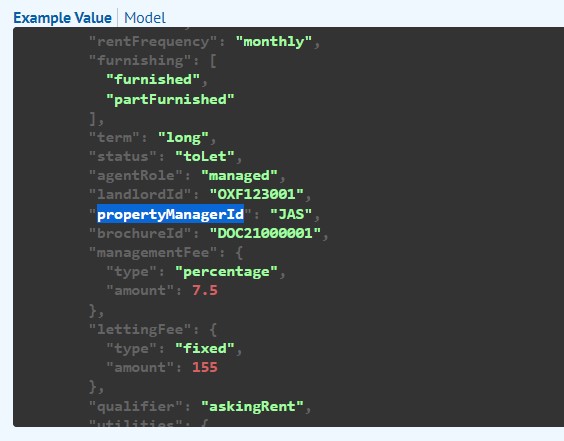 Example Value Model
"rentFrequency": "monthly",
"furnishing": [
"furnished",
"partFurnished"
],
"term": "long",
"status": "toLet",
"agentRole": "managed",
"landlordId": "OXF123001",
"propertyManagerId": "JAS",
"brochureId": "DOC21000001",
"managementFee": {
"type": "percentage",
"amount": 7.5
},
"lettingFee": {
"type": "fixed",
"amount": 155
},
"qualifier": "askingRent",
"utilities": {